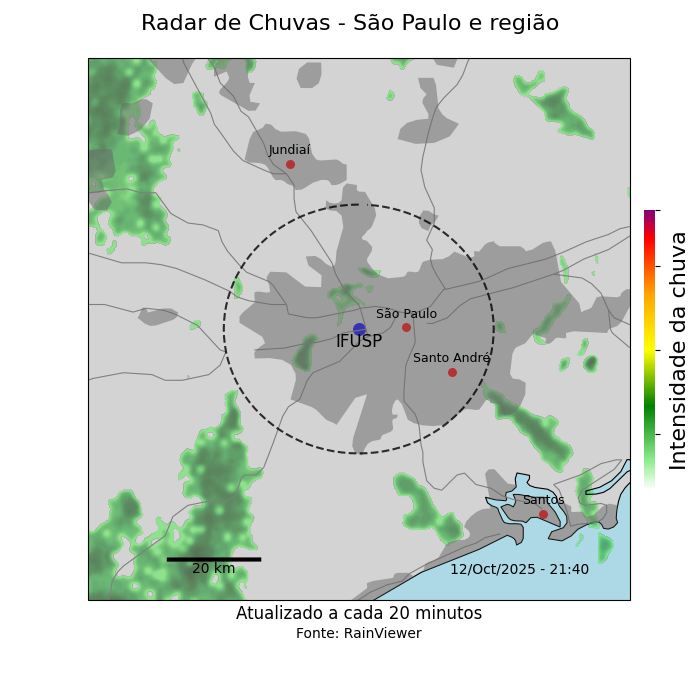 Radar de Chuvas - São Paulo e região
Jundiaí
São Paulo
IFUSP
Santo André
Intensidade da chuva
Santos
20 km
12/Oct/2025 - 21:40
Atualizado a cada 20 minutos
Fonte: RainViewer